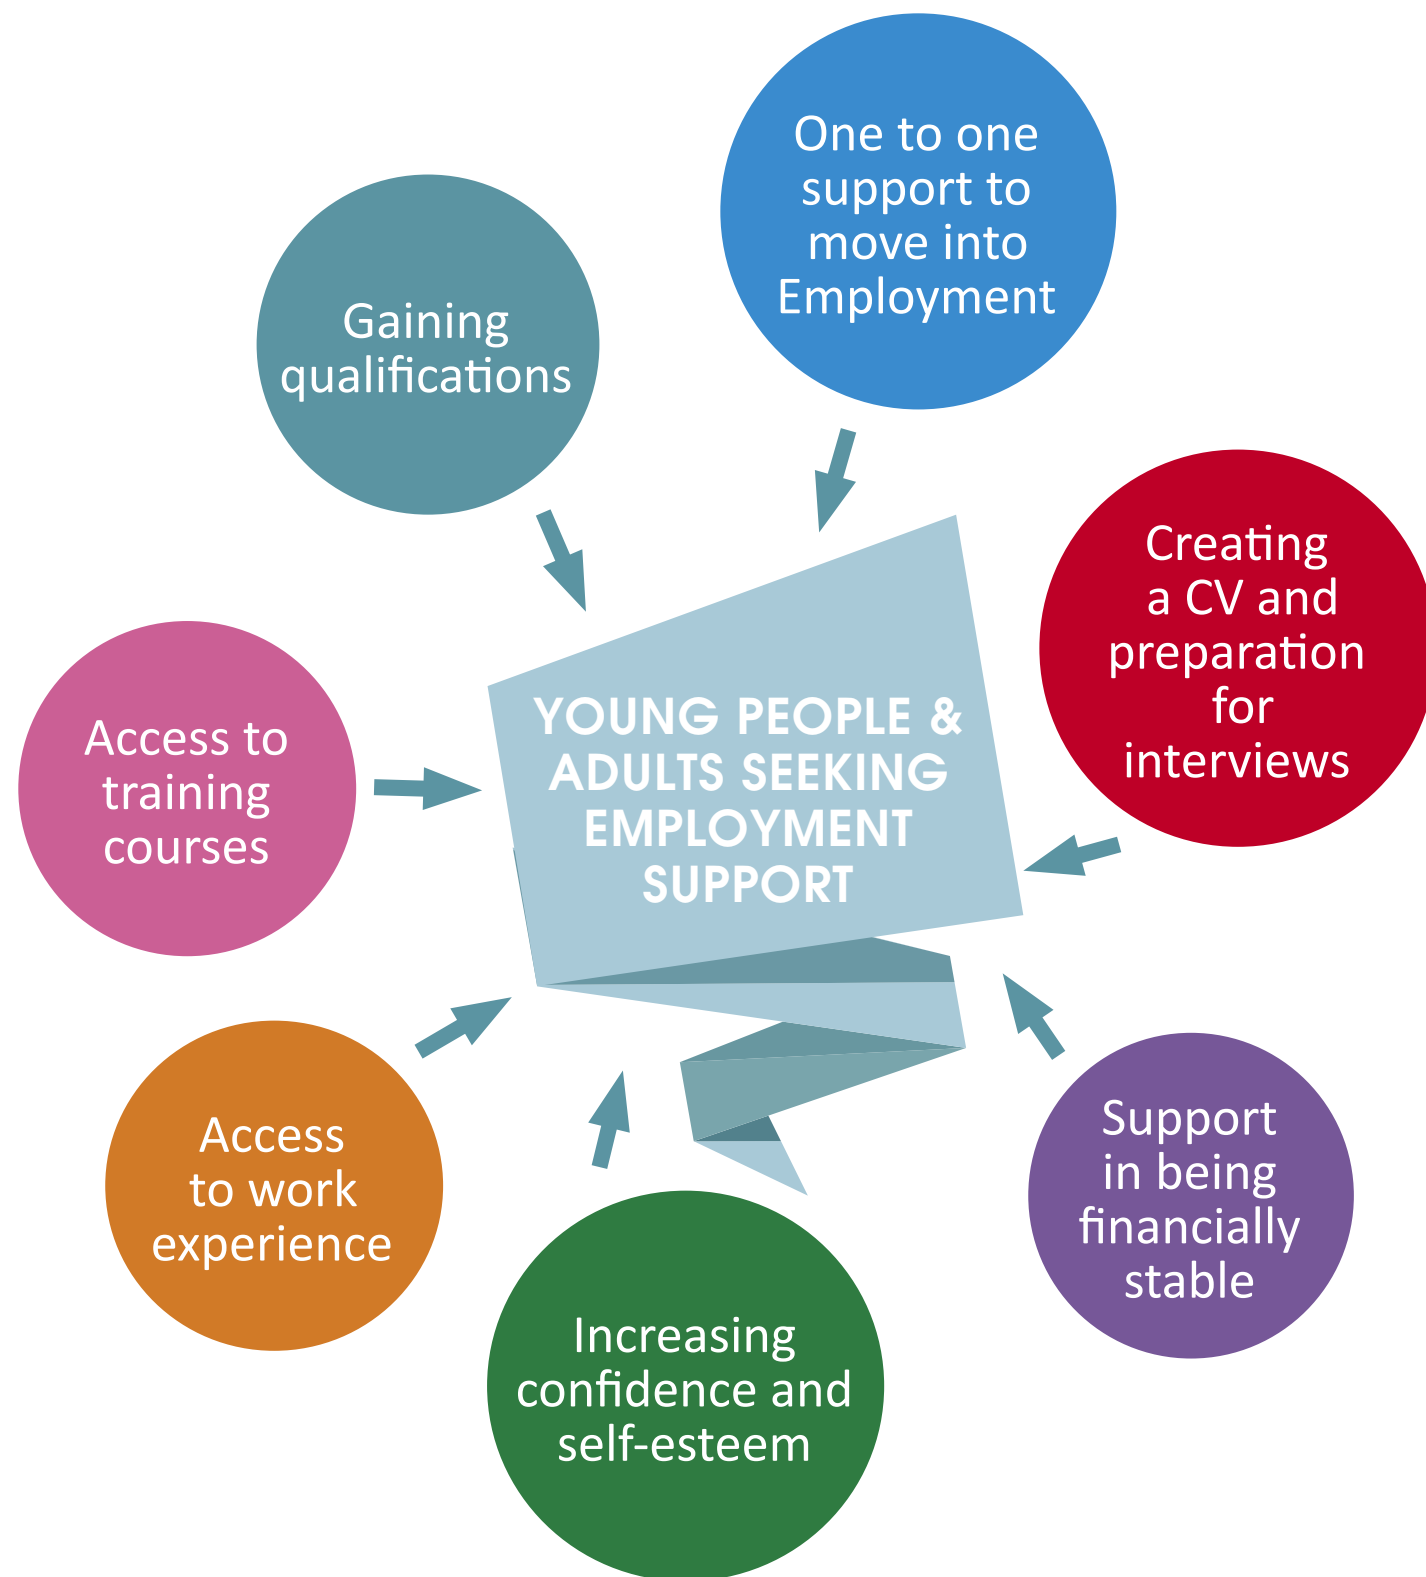 One to one
support to
move into
Employment
Gaining
qualifications
Creating
a CV and
preparation
for
interviews
YOUNG PEOPLE &
ADULTS SEEKING
EMPLOYMENT
SUPPORT
Access to
training
courses
Support
in being
financially
stable
Access
to work
experience
Increasing
confidence and
self-esteem